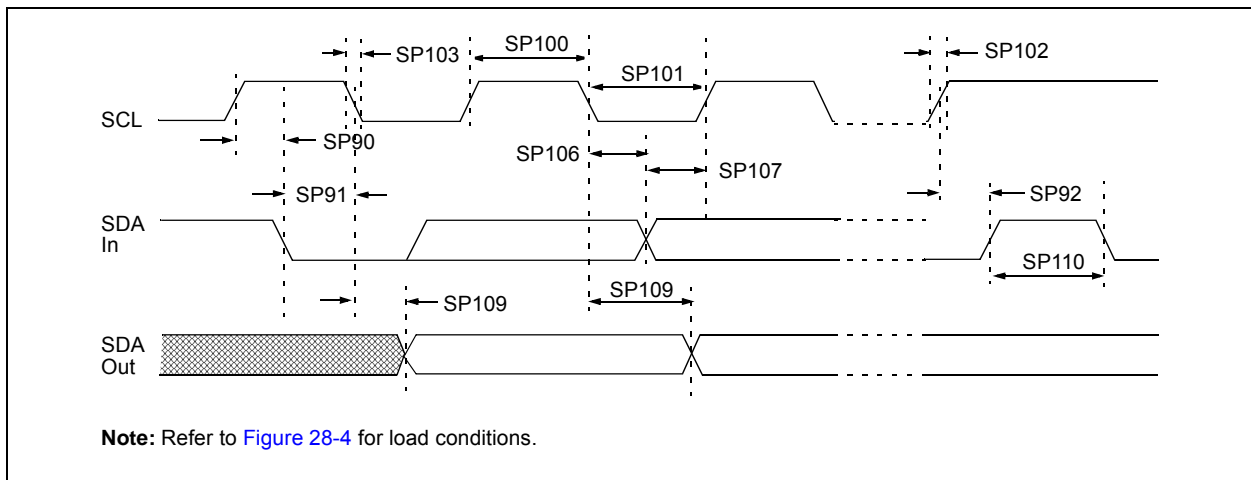 SP103
SP100
SP102
SP101
SCL
SP90
SP106
SP107
SP91
SP92
SDA
In
SP110
SP109
SP109
SDA
Out
Note: Refer to Figure 28-4 for load conditions.